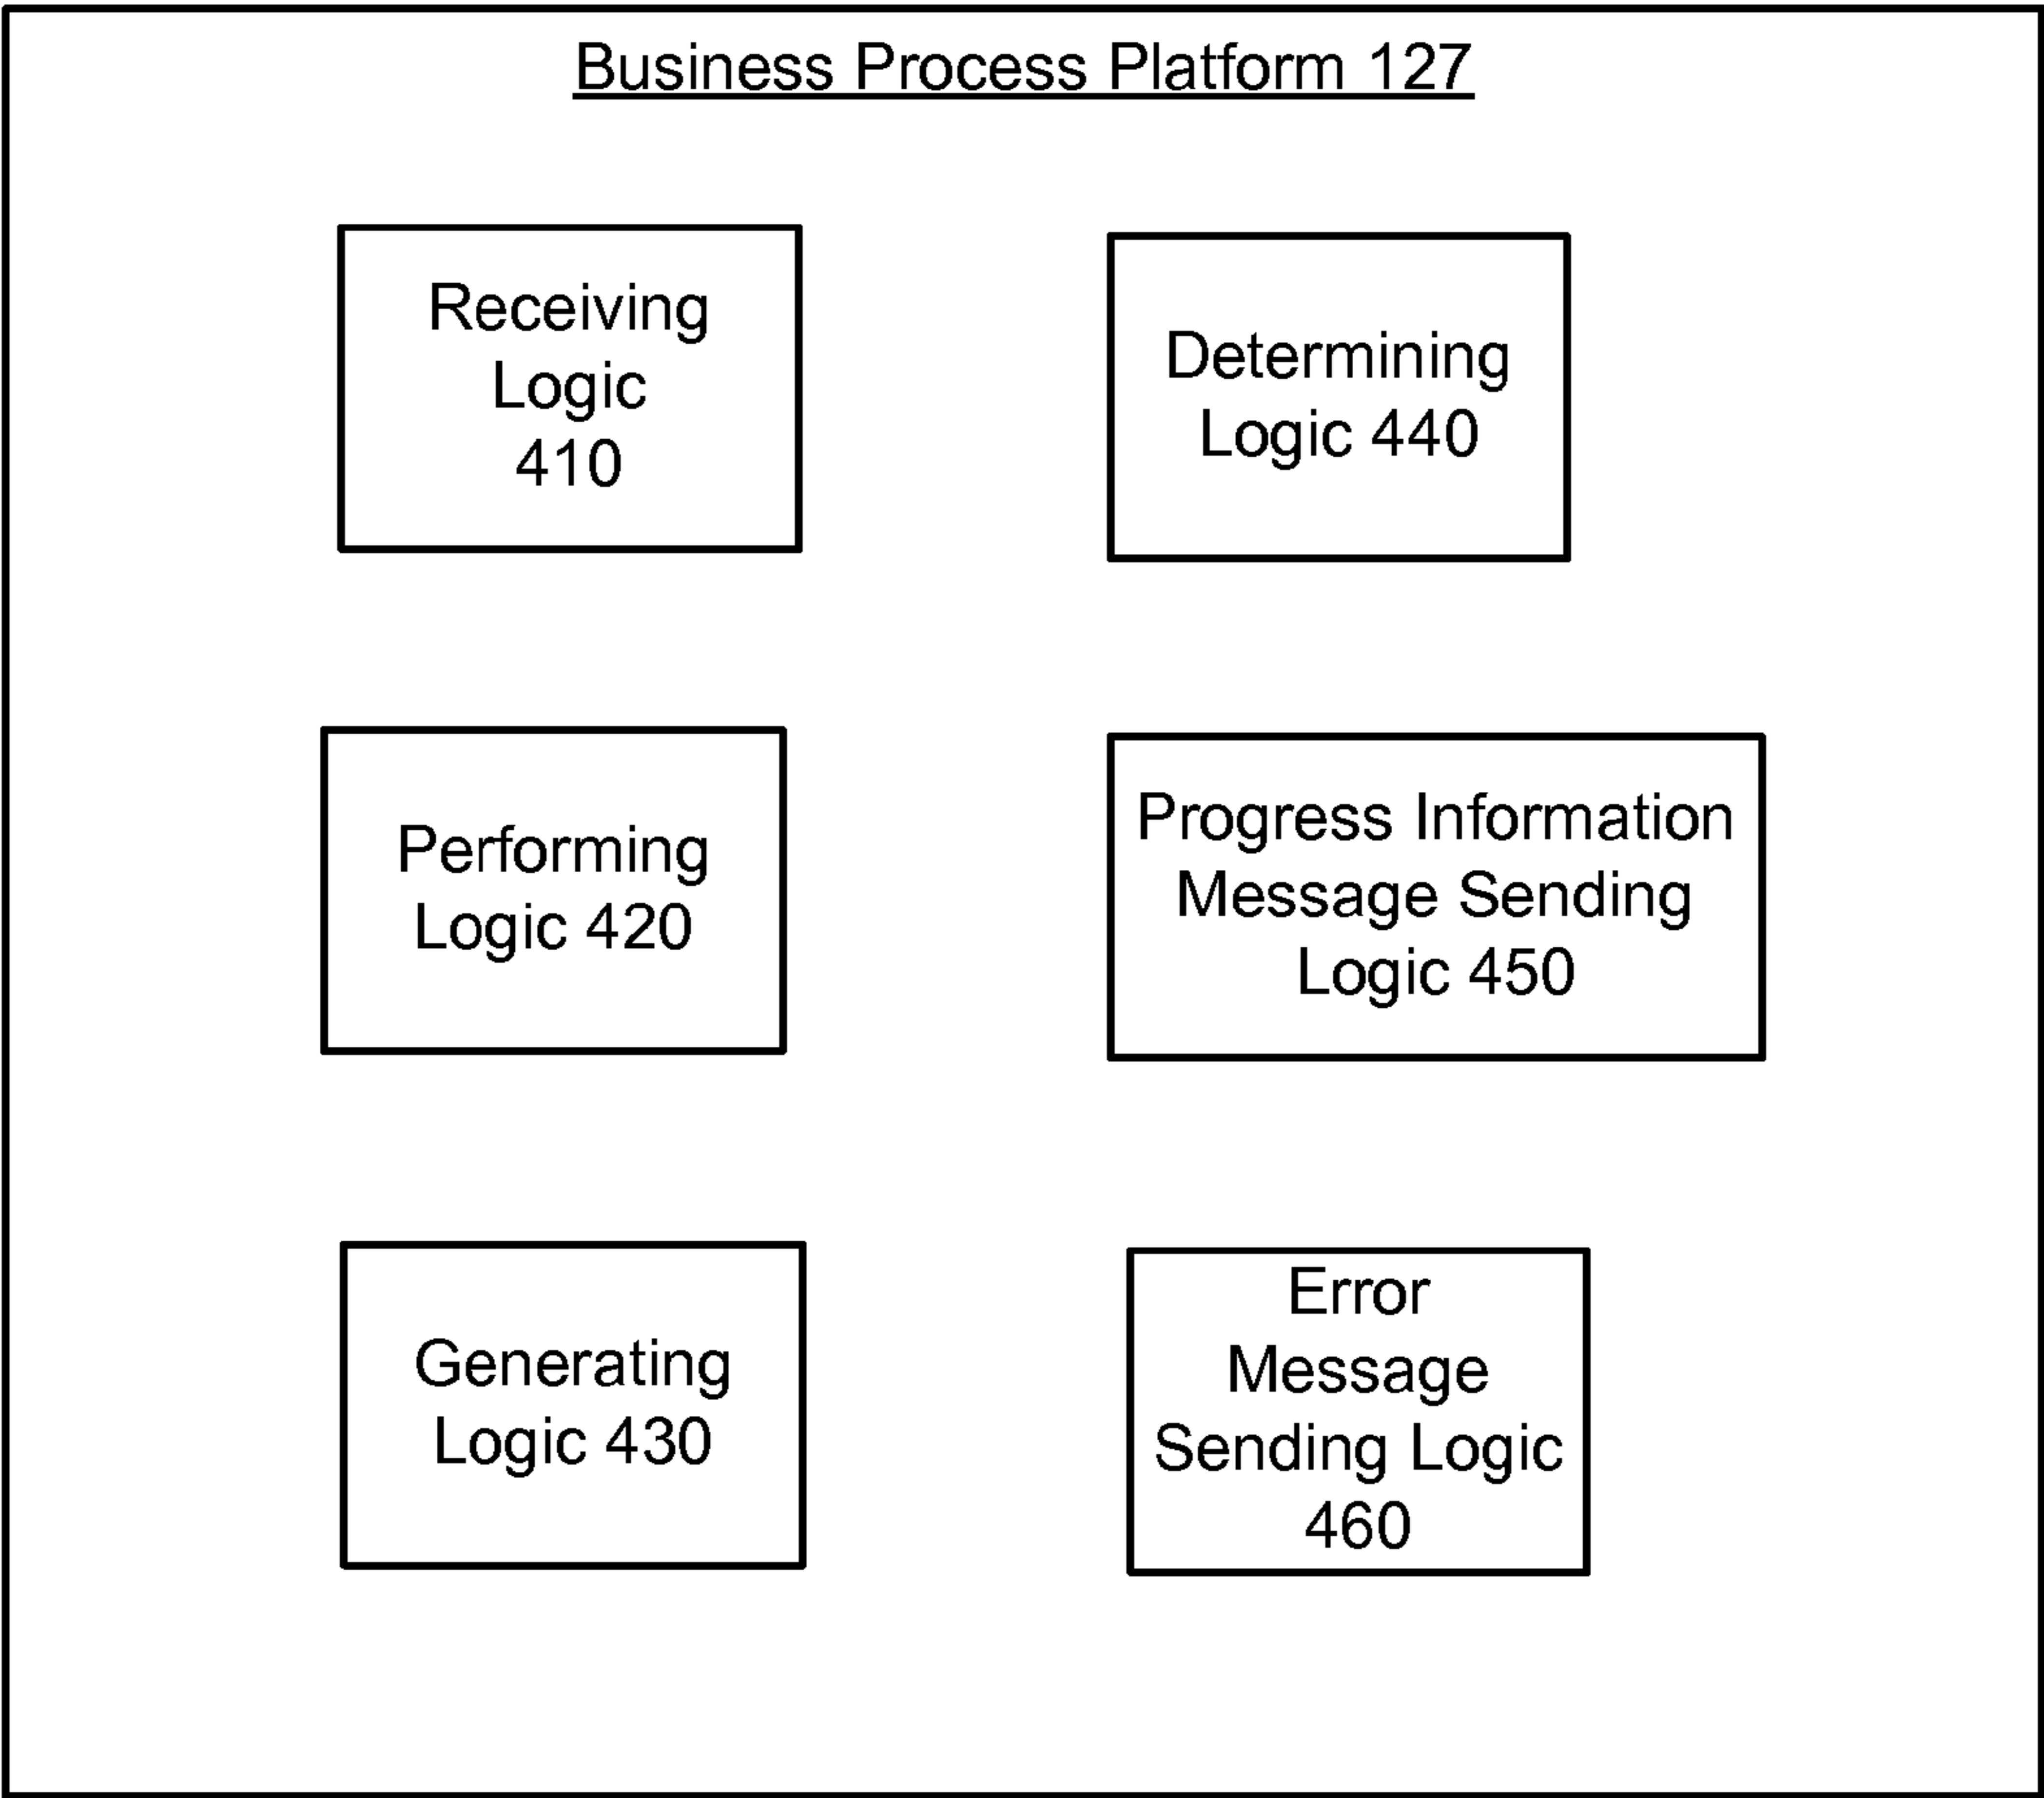 Business Process Platform 127
Receiving
Logic
410
Determining
Logic 440
Performing
Logic 420
Progress Information
Message Sending
Logic 450
Generating
Logic 430
Error
Message
Sending Logic
460